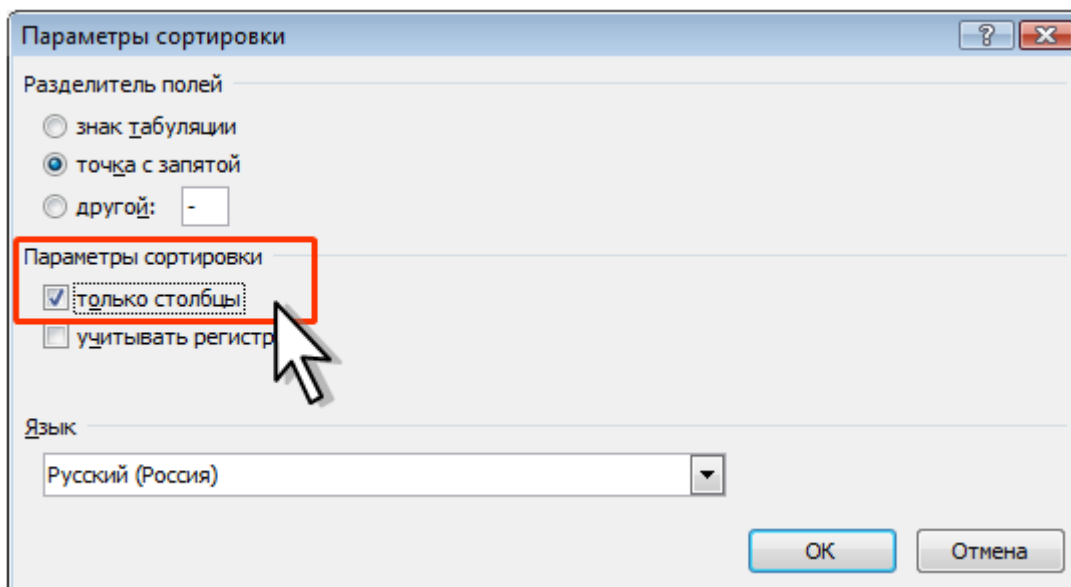 Параметры сортировки
Разделитель полей
знак табуляции
точка с запятой
другой: -
Параметры сортировки
только столбцы
учитывать регистр
Язык
Русский (Россия)
ОК Отмена